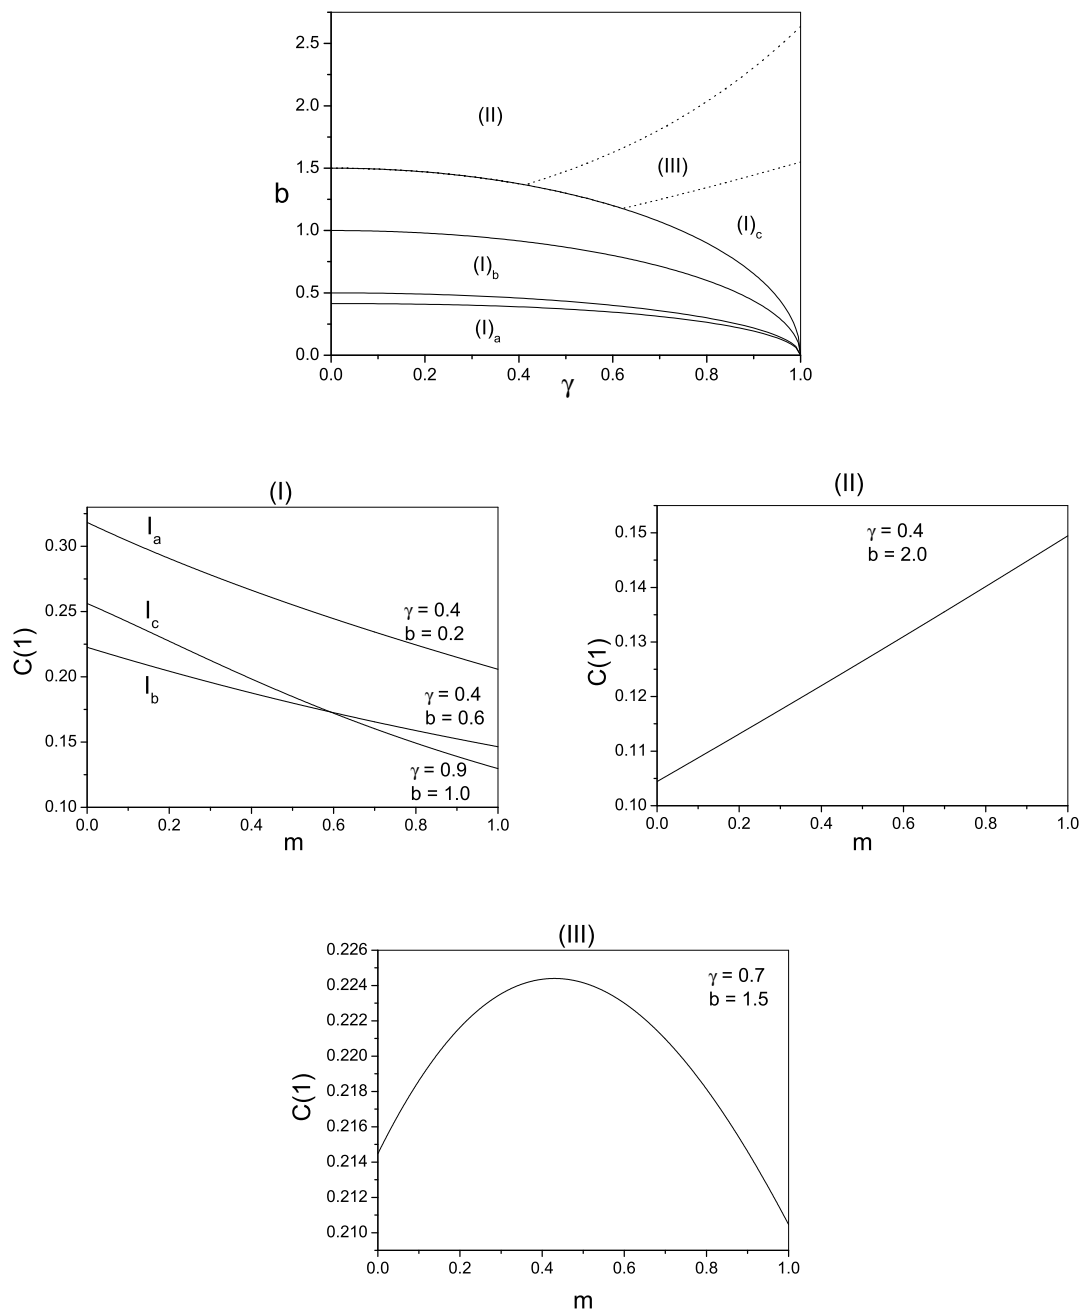 2.5
2.0
1.5
1.0
0.5
0.0
b
(II)
(III)
(I)c
(I)b
(I)a
0.0 0.2 0.4 0.6 0.8 1.0
γ
(I)
0.30
0.25
0.20
0.15
0.10
C(1)
Ia
Ic
Ib
γ = 0.4
b = 0.2
γ = 0.4
b = 0.6
γ = 0.9
b = 1.0
0.0 0.2 0.4 0.6 0.8 1.0
m
(II)
0.15
0.14
0.13
0.12
0.11
0.10
C(1)
γ = 0.4
b = 2.0
0.0 0.2 0.4 0.6 0.8 1.0
m
(III)
0.226
0.224
0.222
0.220
0.218
0.216
0.214
0.212
0.210
C(1)
γ = 0.7
b = 1.5
0.0 0.2 0.4 0.6 0.8 1.0
m